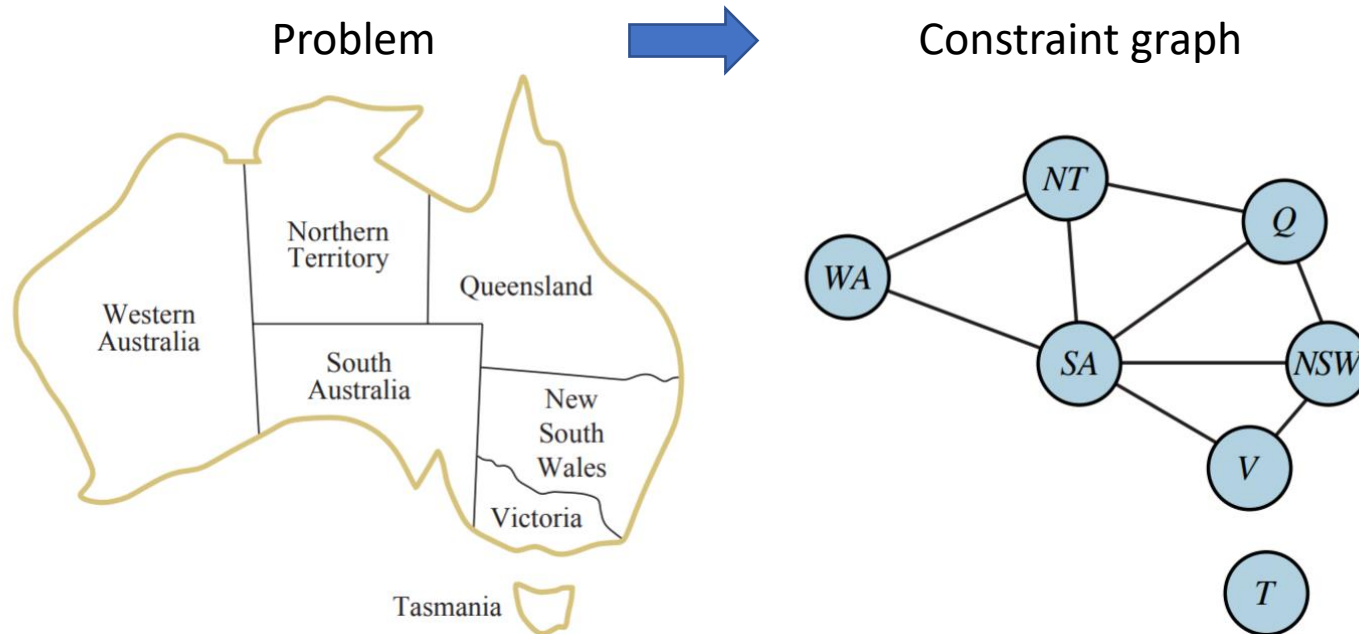 Problem
Constraint graph
Northern
Territory
Queensland
Western
Australia
South
Australia
New
South
Wales
Victoria
Tasmania
NT
Q
WA
SA
NSW
V
T